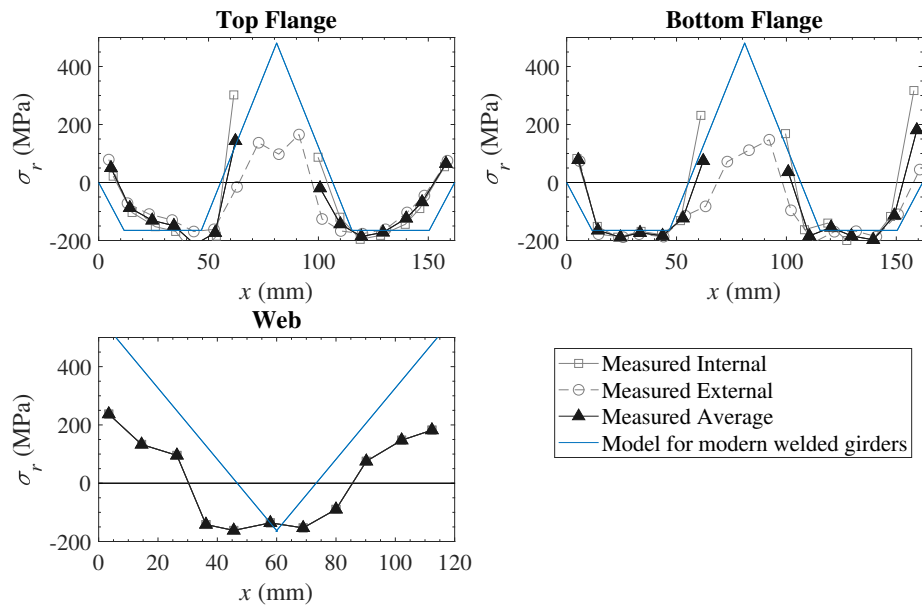 Top Flange
400
200
0
-200
0
50
100
150
σr (MPa)
x (mm)
Bottom Flange
400
200
0
-200
0
50
100
150
σr (MPa)
x (mm)
Web
400
200
0
-200
0
20
40
60
80
100
120
σr (MPa)
x (mm)
Measured Internal
Measured External
Measured Average
Model for modern welded girders